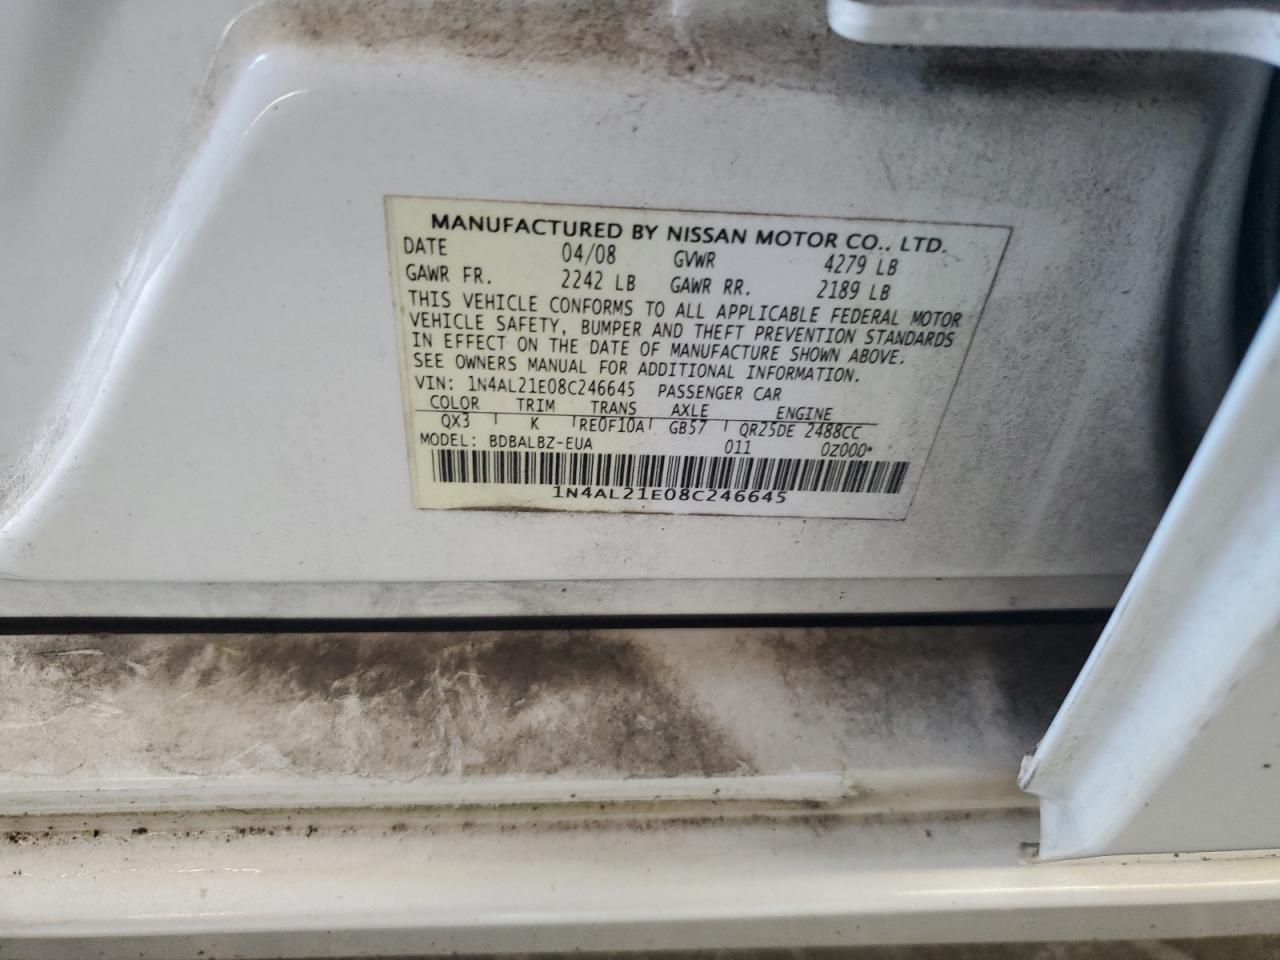 MANUFACTURED BY NISSAN MOTOR CO., LTD.
DATE 04/08 GVWR 4279 LB
GAWR FR. 2242 LB GAWR RR. 2189 LB
THIS VEHICLE CONFORMS TO ALL APPLICABLE FEDERAL MOTOR
VEHICLE SAFETY, BUMPER AND THEFT PREVENTION STANDARDS
IN EFFECT ON THE DATE OF MANUFACTURE SHOWN ABOVE.
SEE OWNERS MANUAL FOR ADDITIONAL INFORMATION.
VIN: 1N4AL21E08C246645 PASSENGER CAR
COLOR TRIM TRANS AXLE ENGINE
QX3 K RE0F10A GB57 QR25DE 2488CC
MODEL: BDBALBZ-EUA 011 0Z000*
1N4AL21E08C246645